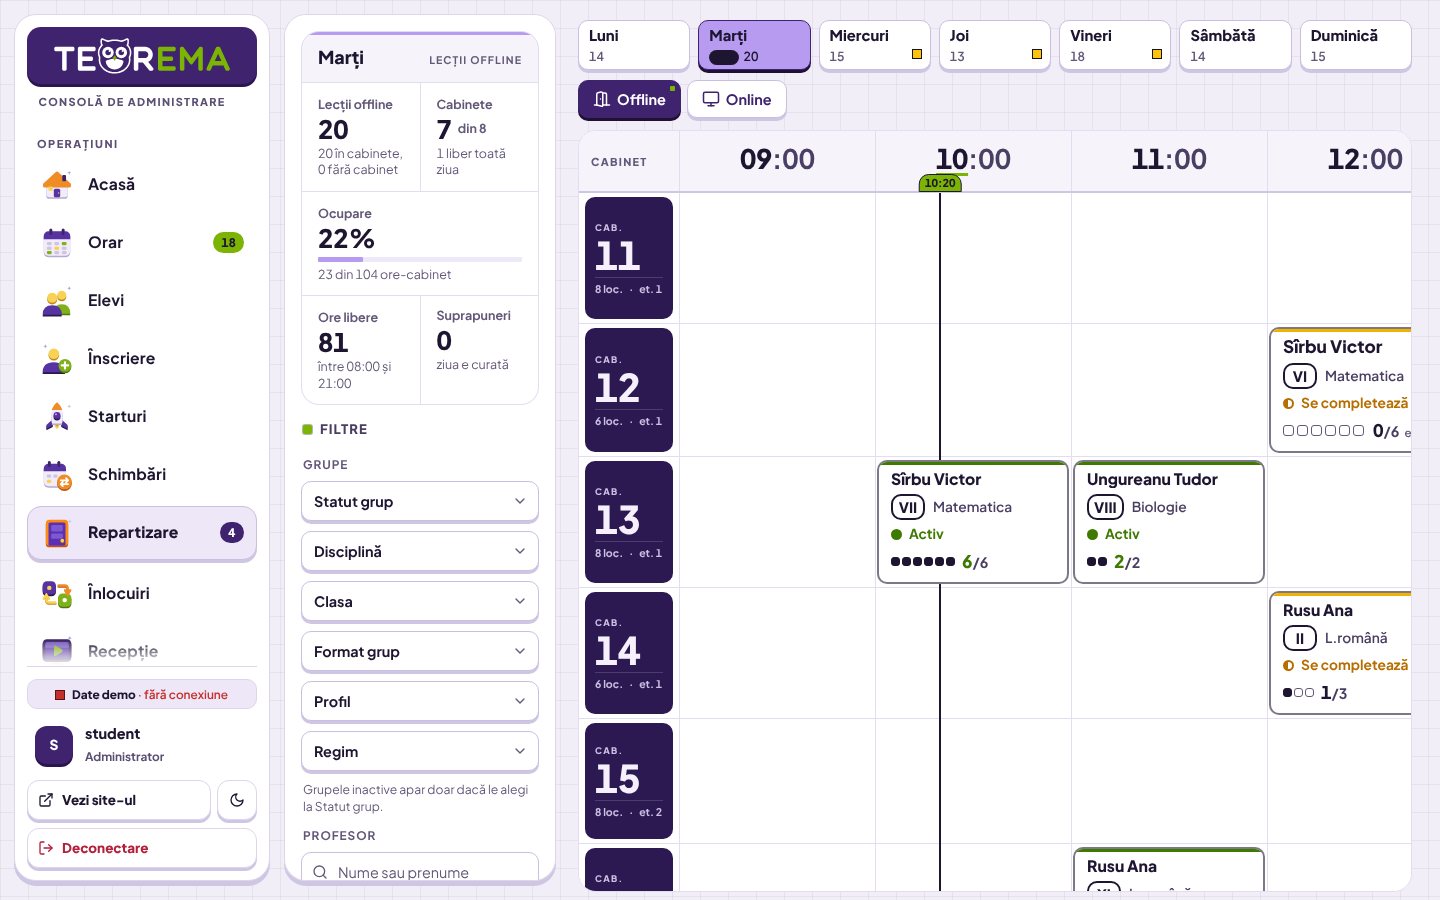 TEOREMA
CONSOLĂ DE ADMINISTRARE
OPERAȚIUNI
Acasă
Orar 18
Elevi
Înscriere
Starturi
Schimbări
Repartizare 4
Înlocuiri
Recepție
Date demo · fără conexiune
S
student
Administrator
Vezi site-ul
Deconectare
Marți LECȚII OFFLINE
Lecții offline
20
20 în cabinete,
0 fără cabinet
Cabinete
7 din 8
1 liber toată
ziua
Ocupare
22%
23 din 104 ore-cabinet
Ore libere
81
între 08:00 și
21:00
Suprapuneri
0
ziua e curată
FILTRE
GRUPE
Statut grup
Disciplină
Clasa
Format grup
Profil
Regim
Grupele inactive apar doar dacă le alegi
la Statut grup.
PROFESOR
Nume sau prenume
Luni
14
Marți
20
Miercuri
15
Joi
13
Vineri
18
Sâmbătă
14
Duminică
15
Offline
Online
CABINET 09:00 10:00 11:00 12:00
10:20
CAB.
11
8 loc. · et. 1
CAB.
12
6 loc. · et. 1
Sîrbu Victor
VI Matematica
Se completează
0/6
CAB.
13
8 loc. · et. 1
Sîrbu Victor
VII Matematica
Activ
6/6
Ungureanu Tudor
VIII Biologie
Activ
2/2
CAB.
14
6 loc. · et. 1
Rusu Ana
II L.română
Se completează
1/3
CAB.
15
8 loc. · et. 2
CAB.
Rusu Ana